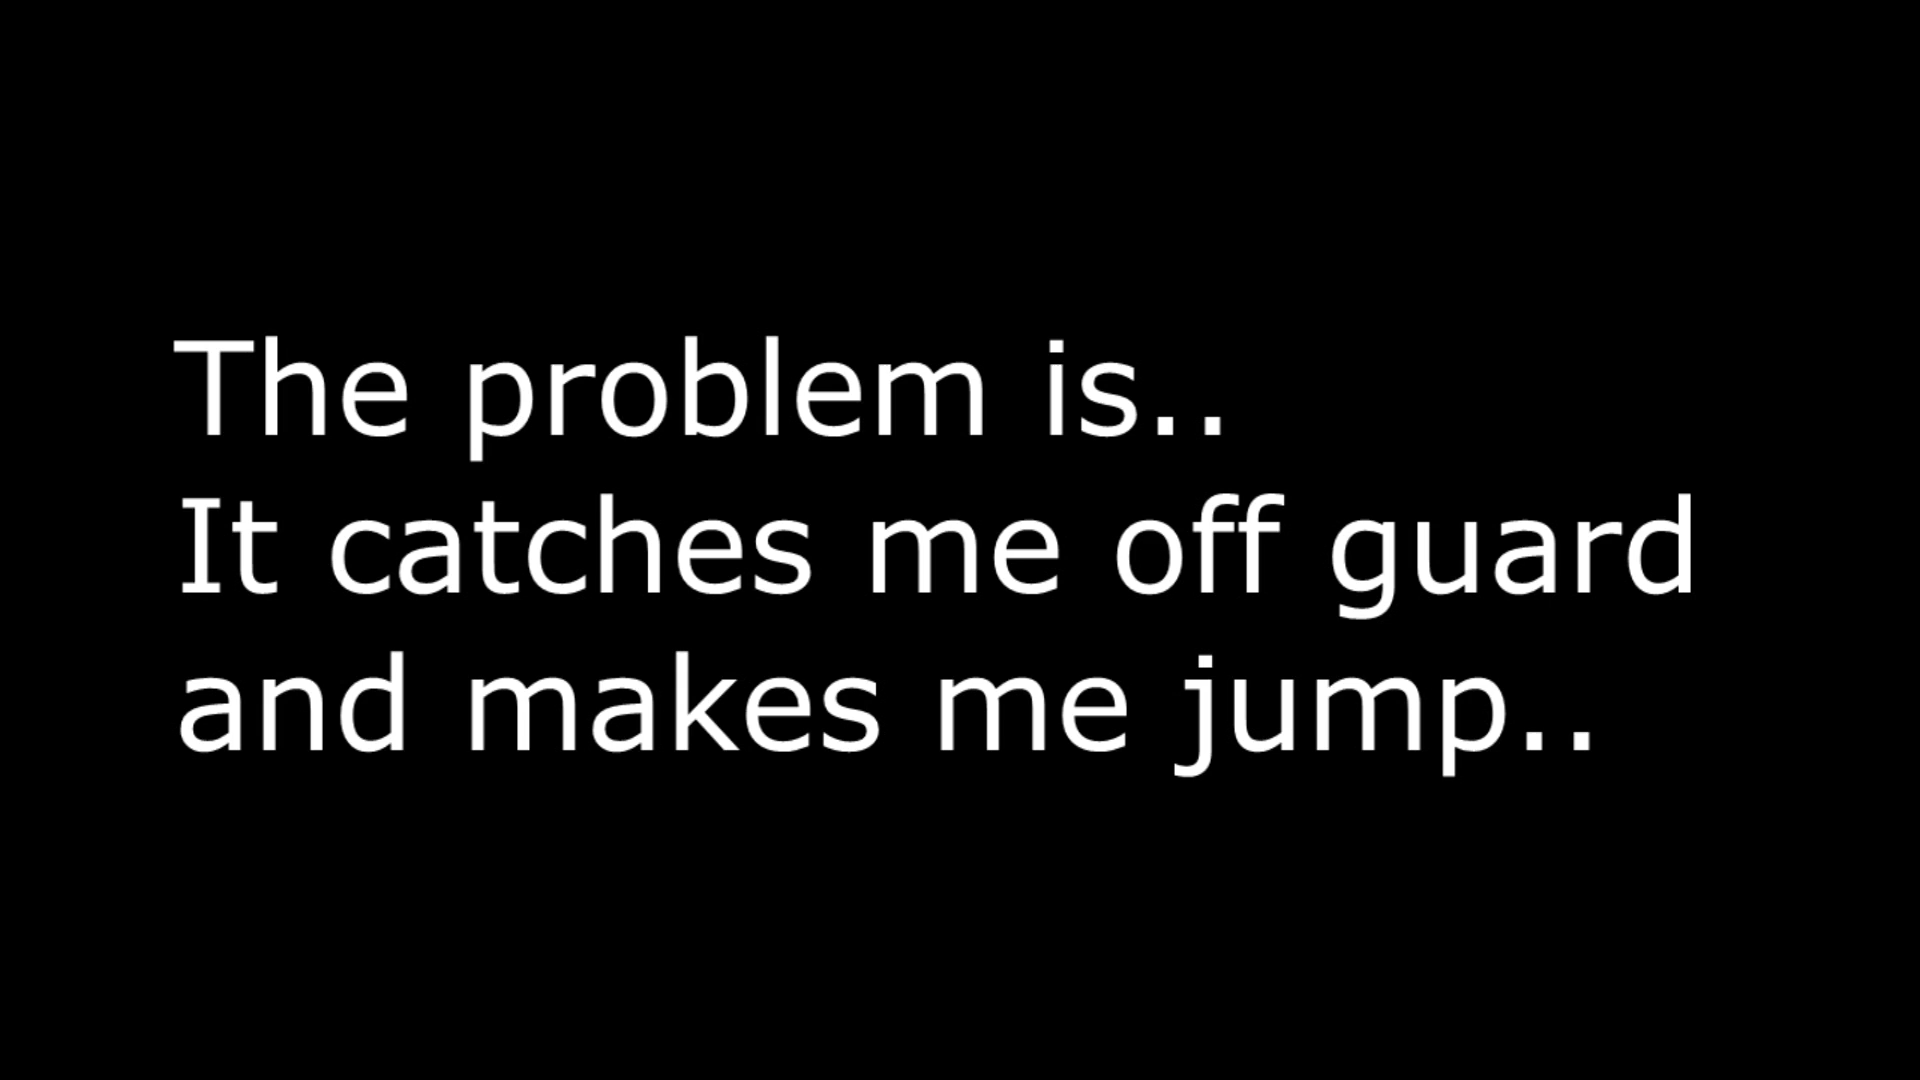 The problem is..
It catches me off guard
and makes me jump..